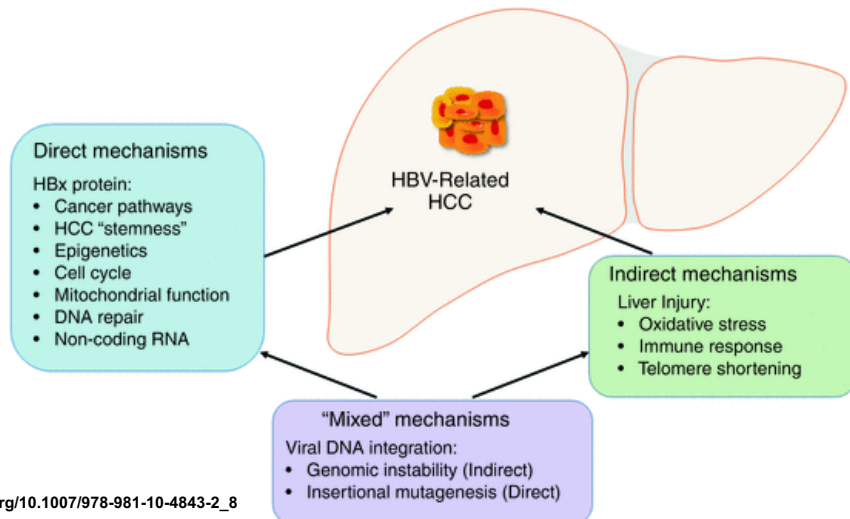 Direct mechanisms
HBx protein:
• Cancer pathways
• HCC “stemness”
• Epigenetics
• Cell cycle
• Mitochondrial function
• DNA repair
• Non-coding RNA
HBV-Related
HCC
Indirect mechanisms
Liver Injury:
• Oxidative stress
• Immune response
• Telomere shortening
“Mixed” mechanisms
Viral DNA integration:
• Genomic instability (Indirect)
• Insertional mutagenesis (Direct)
rg/10.1007/978-981-10-4843-2_8